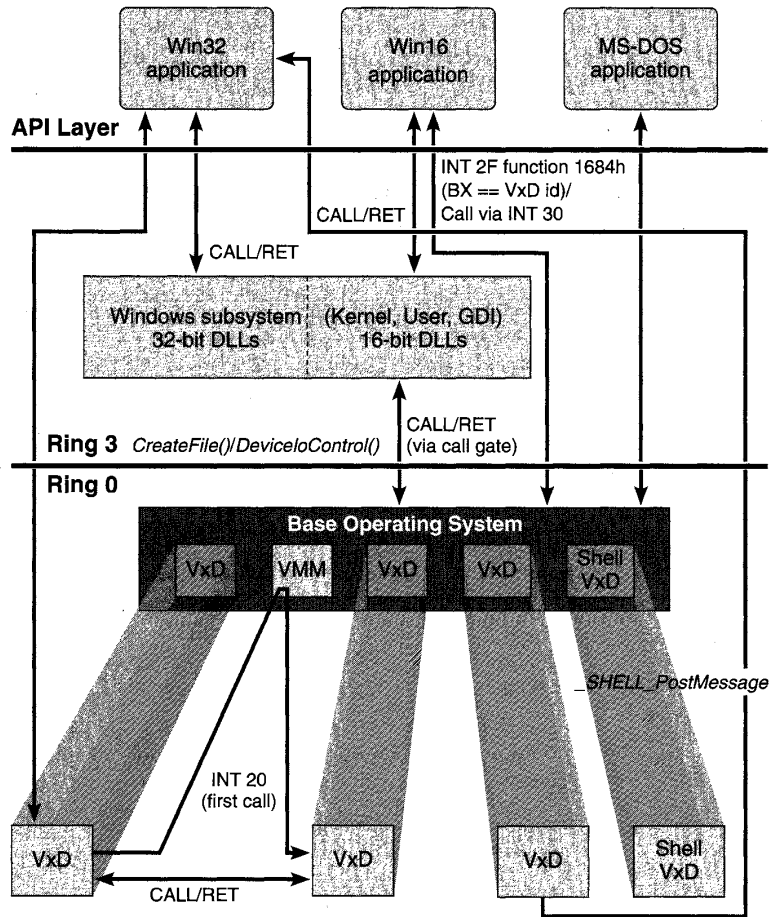 Win32
application
Win16
application
MS-DOS
application
API Layer
INT 2F function 1684h
(BX == VxD id)/
Call via INT 30
CALL/RET
CALL/RET
Windows subsystem
32-bit DLLs
(Kernel, User, GDI)
16-bit DLLs
CALL/RET
(via call gate)
Ring 3
CreateFile()/DeviceIoControl()
Ring 0
Base Operating System
VxD
VMM
VxD
VxD
Shell
VxD
_SHELL_PostMessage
INT 20
(first call)
VxD
VxD
VxD
Shell
VxD
CALL/RET